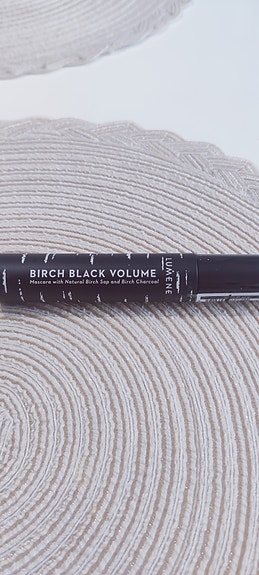 BIRCH BLACK VOLUME
Mascara with Natural Birch Sap and Birch Charcoal
LUMENE